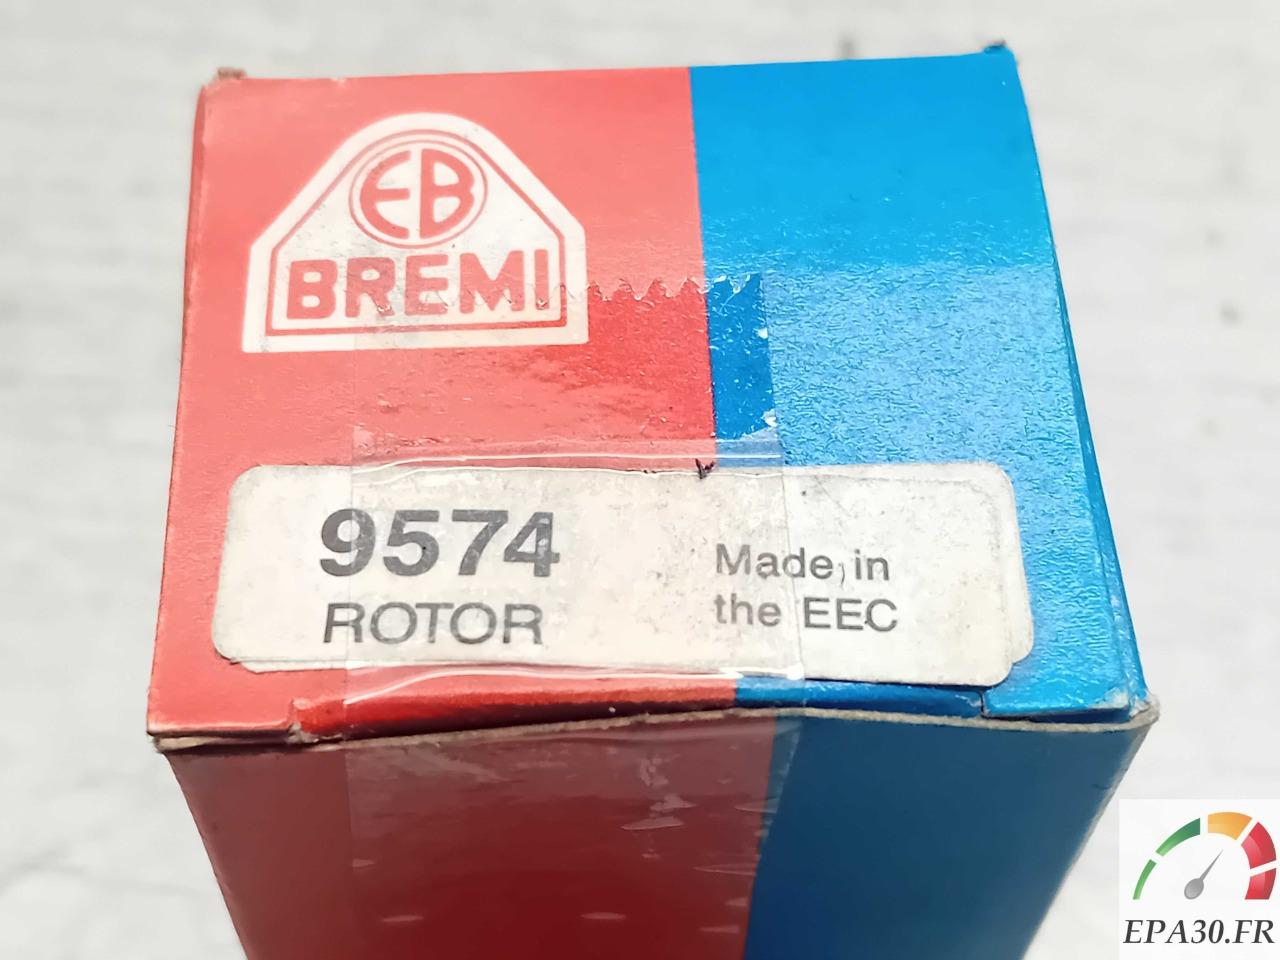 EB
BREMI
9574
ROTOR
Made in
the EEC
EPA30.FR